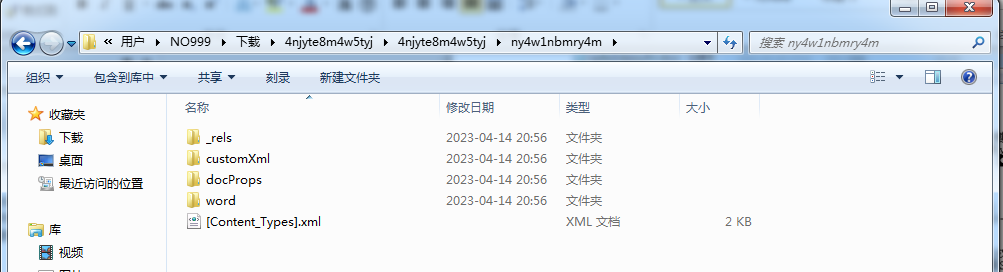 « 用户 ▸ NO999 ▸ 下载 ▸ 4njyte8m4w5tyj ▸ 4njyte8m4w5tyj ▸ ny4w1nbmry4m ▸ 搜索 ny4w1nbmry4m
组织 包含到库中 共享 刻录 新建文件夹
收藏夹
下载
桌面
最近访问的位置
库
视频
名称 修改日期 类型 大小
_rels 2023-04-14 20:56 文件夹
customXml 2023-04-14 20:56 文件夹
docProps 2023-04-14 20:56 文件夹
word 2023-04-14 20:56 文件夹
[Content_Types].xml XML 文档 2 KB